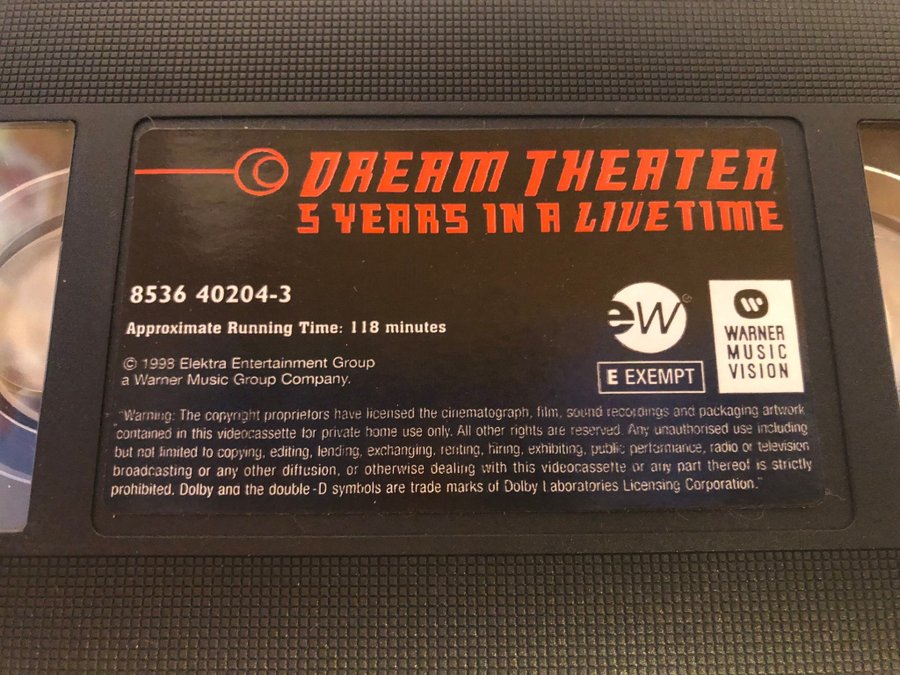 DREAM THEATER
5 YEARS IN A LIVETIME
8536 40204-3
Approximate Running Time: 118 minutes
© 1998 Elektra Entertainment Group
a Warner Music Group Company.
ew
E EXEMPT
WARNER
MUSIC
VISION
"Warning: The copyright proprietors have licensed the cinematograph, film, sound recordings and packaging artwork
contained in this videocassette for private home use only. All other rights are reserved. Any unauthorised use including
but not limited to copying, editing, lending, exchanging, renting, hiring, exhibiting, public performance, radio or television
broadcasting or any other diffusion, or otherwise dealing with this videocassette or any part thereof is strictly
prohibited. Dolby and the double-D symbols are trade marks of Dolby Laboratories Licensing Corporation."